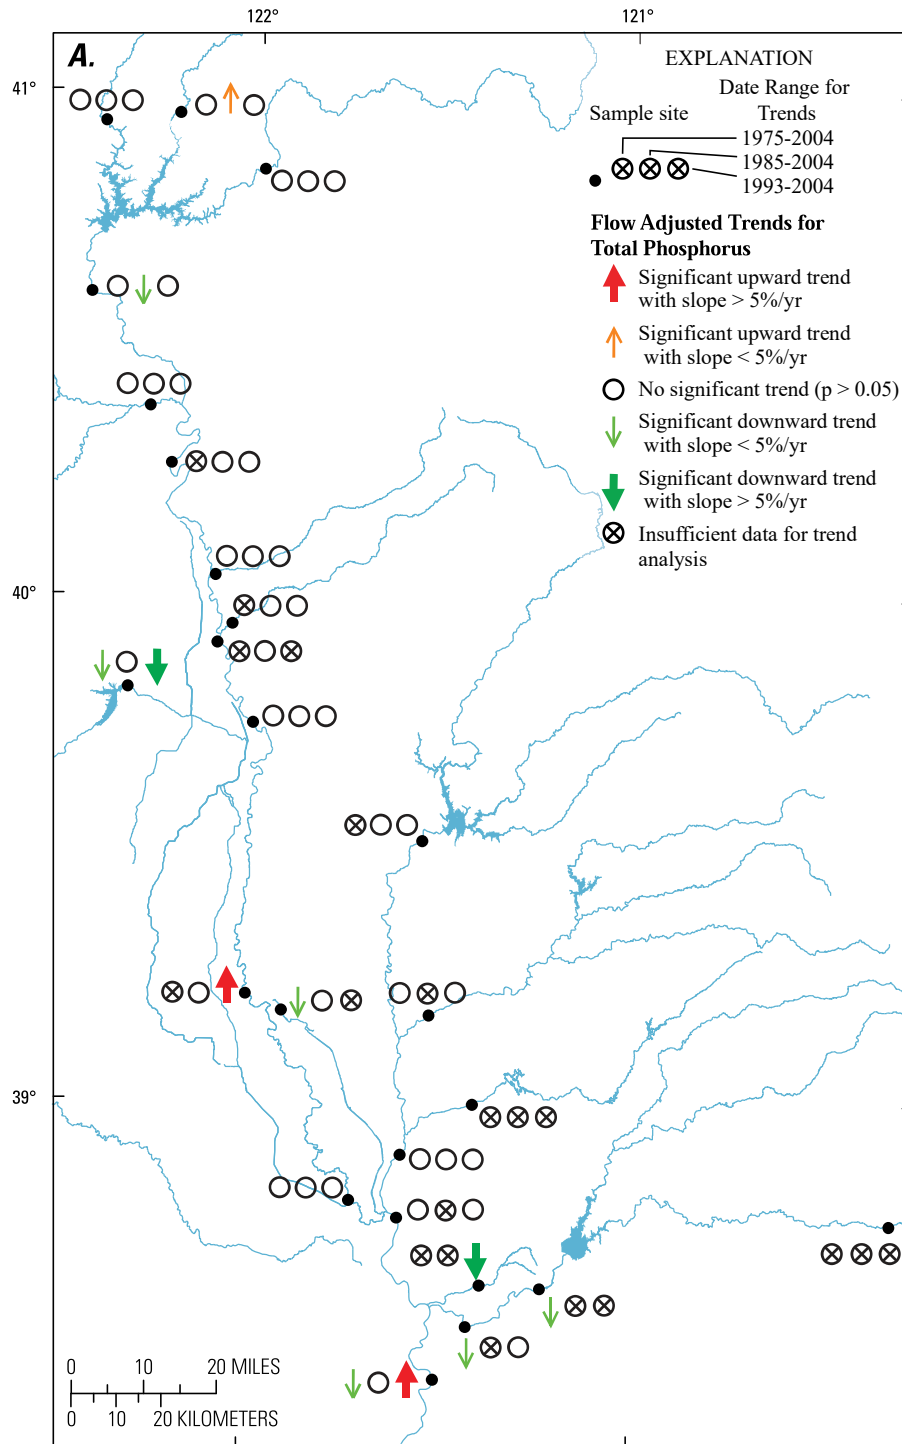 122°
121°
A.
41°
EXPLANATION
Date Range for
Sample site
Trends
1975-2004
1985-2004
1993-2004
Flow Adjusted Trends for
Total Phosphorus
Significant upward trend
with slope > 5%/yr
Significant upward trend
with slope < 5%/yr
No significant trend (p > 0.05)
Significant downward trend
with slope < 5%/yr
Significant downward trend
with slope > 5%/yr
Insufficient data for trend
analysis
40°
39°
0 10 20 MILES
0 10 20 KILOMETERS